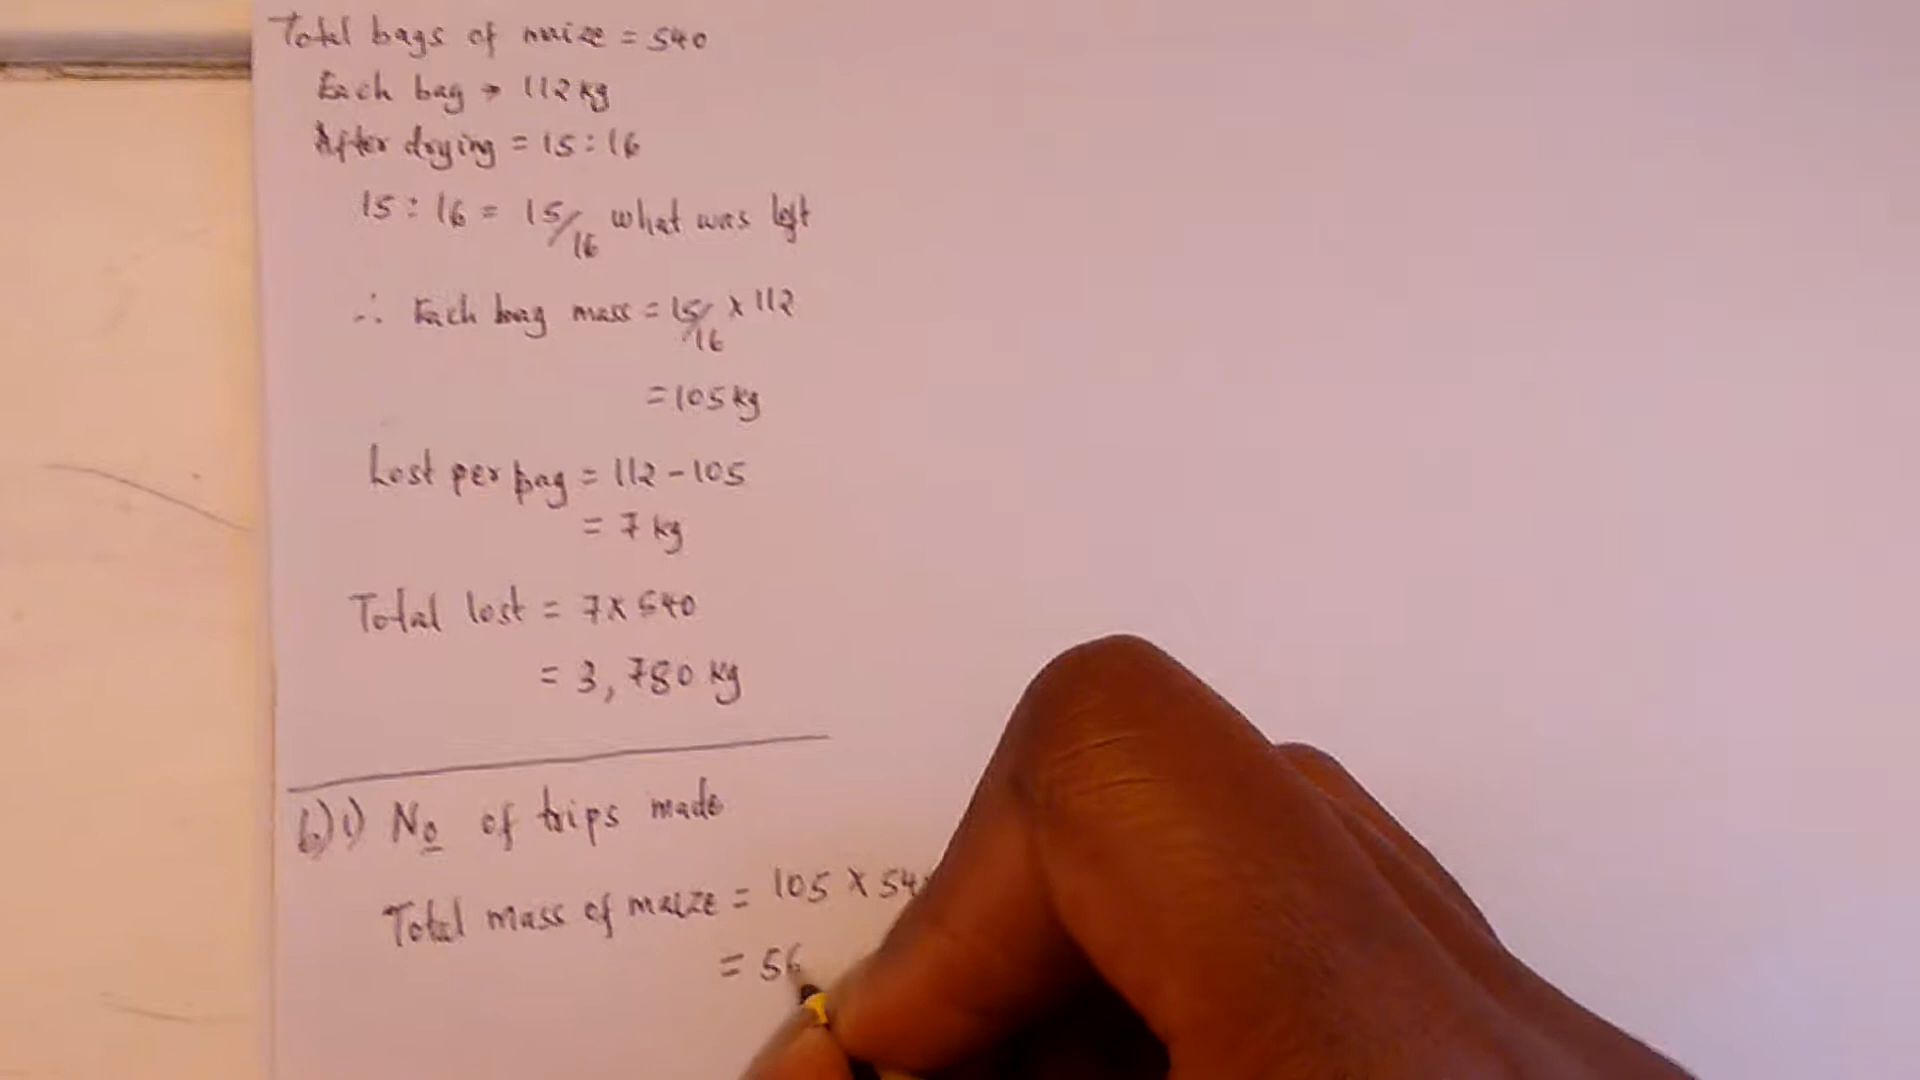 Total bags of maize = 540
Each bag → 112 kg
After drying = 15 : 16
15 : 16 = 15/16 what was left
∴ Each bag mass = 15/16 × 112
= 105 kg
Lost per bag = 112 - 105
= 7 kg
Total lost = 7 × 540
= 3,780 kg
b) i) No of trips made
Total mass of maize = 105 × 54
= 56